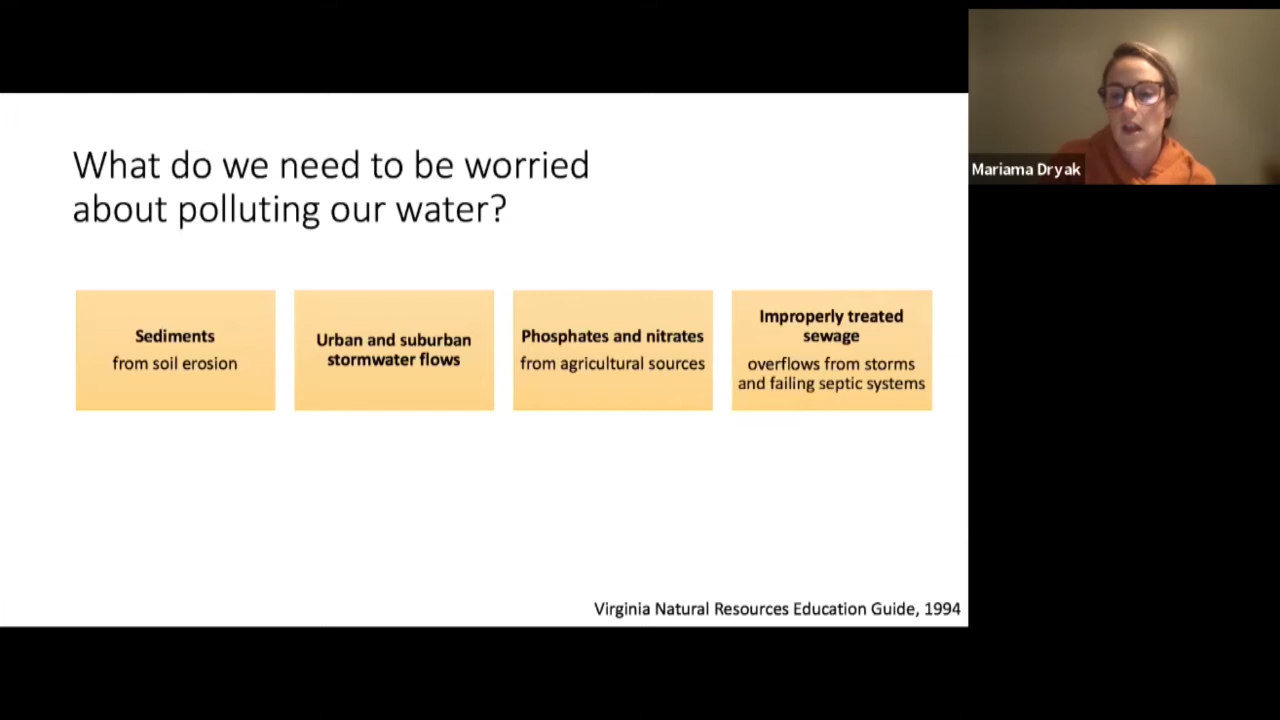 What do we need to be worried
about polluting our water?
Sediments
from soil erosion
Urban and suburban
stormwater flows
Phosphates and nitrates
from agricultural sources
Improperly treated
sewage
overflows from storms
and failing septic systems
Virginia Natural Resources Education Guide, 1994
Mariama Dryak